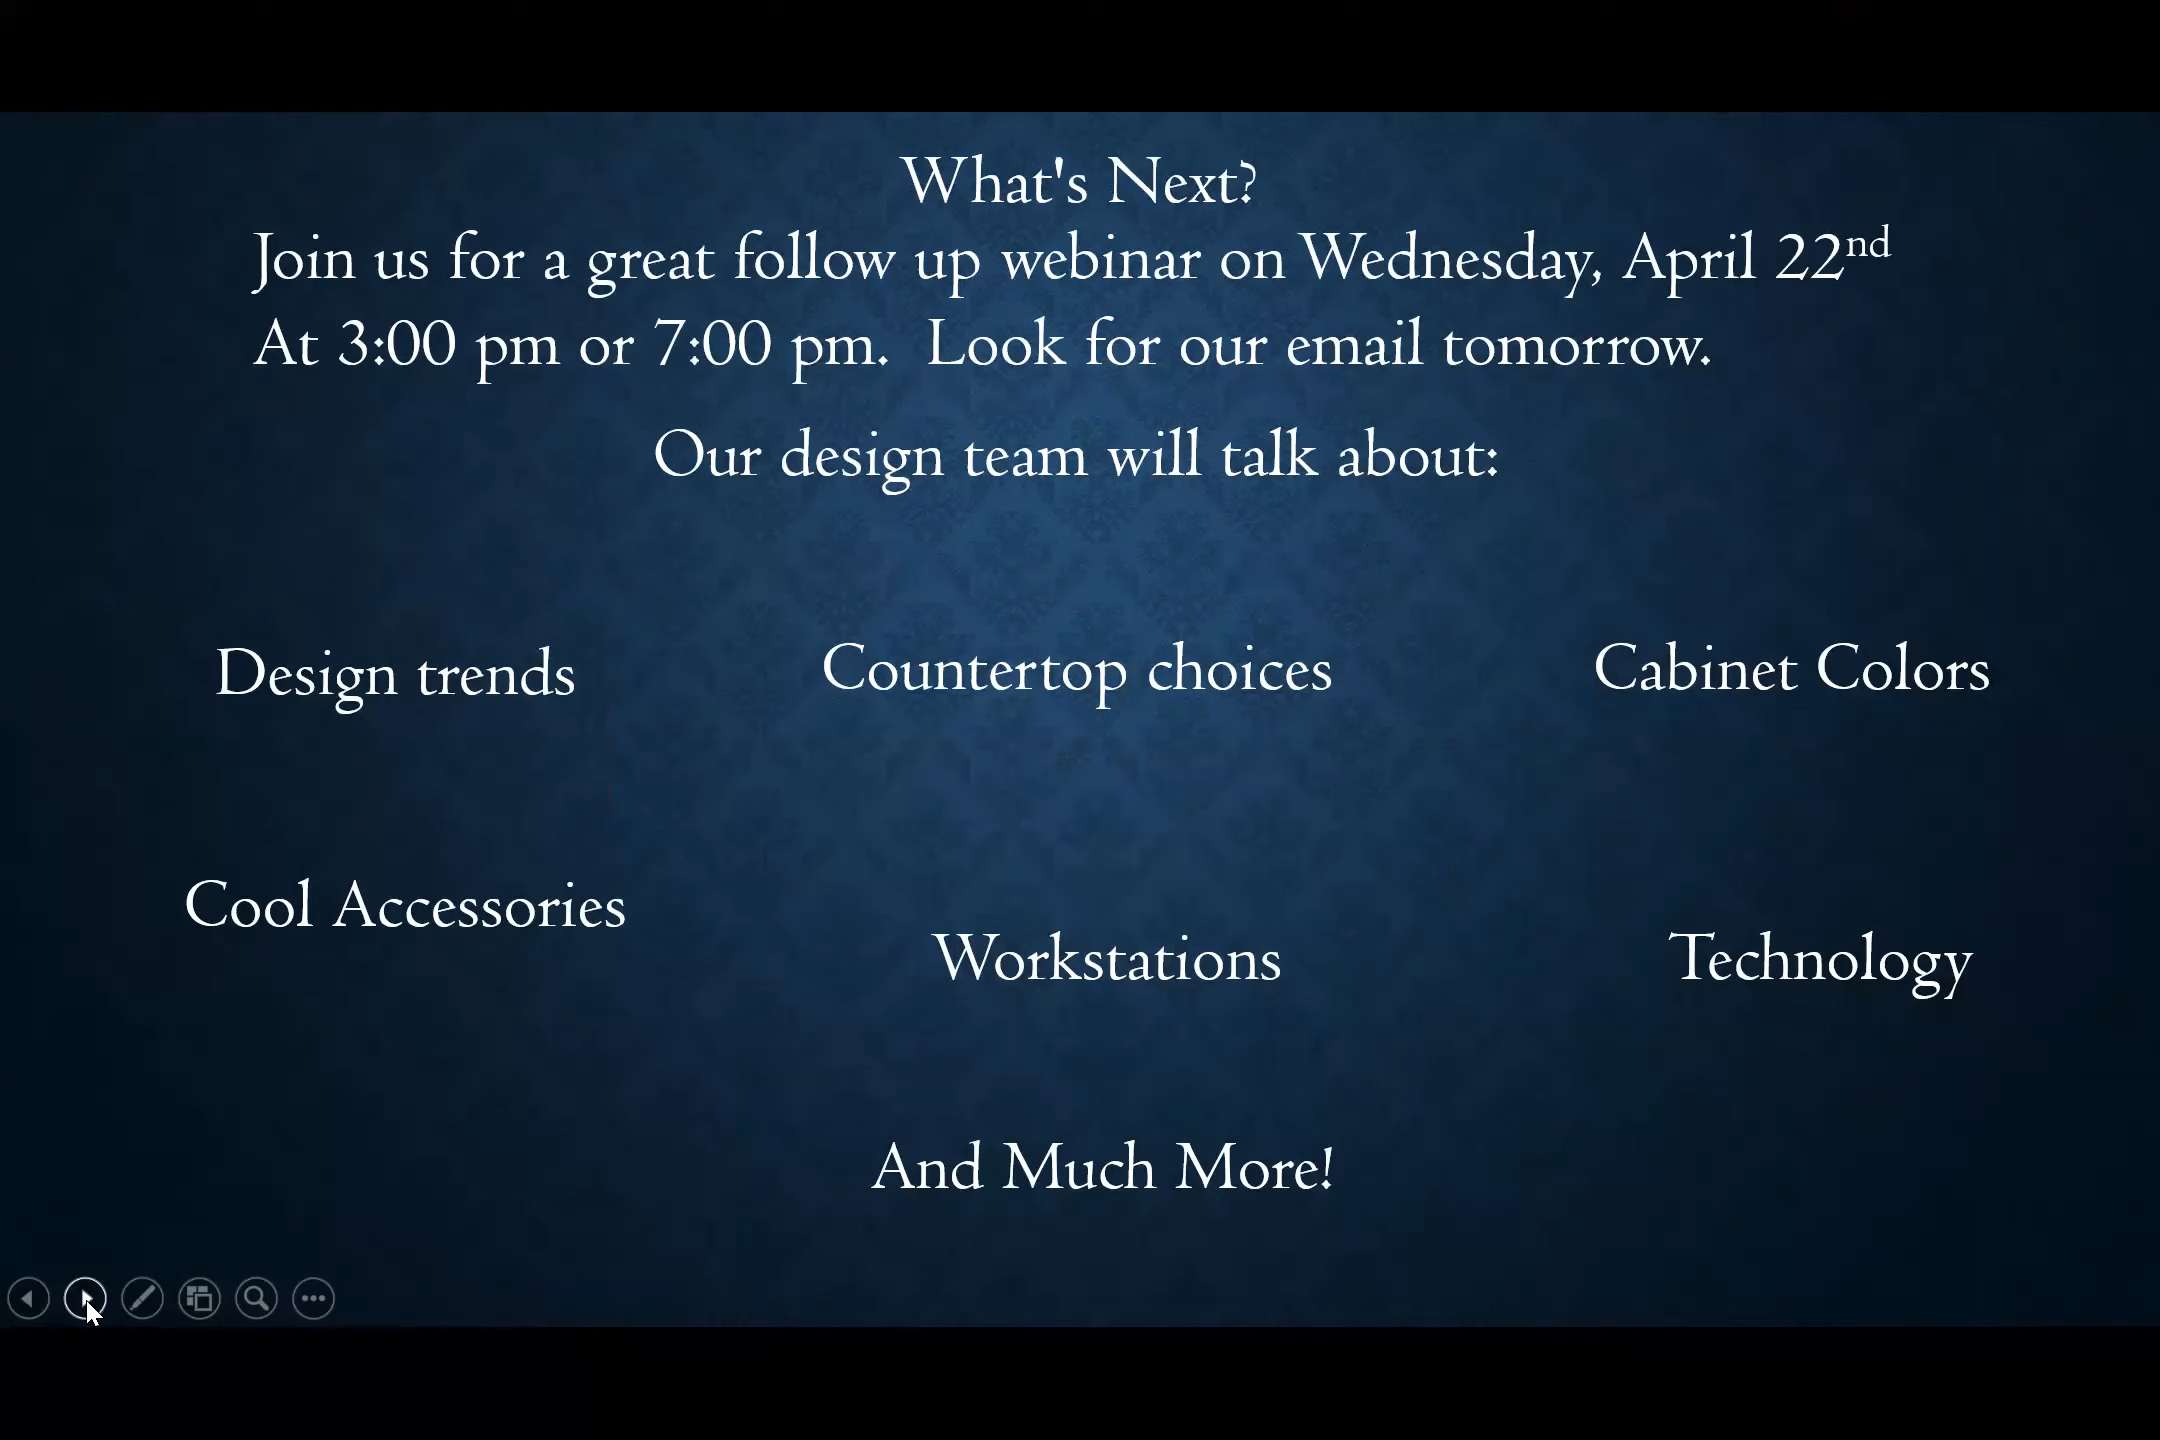 What's Next?
Join us for a great follow up webinar on Wednesday, April 22nd
At 3:00 pm or 7:00 pm.  Look for our email tomorrow.
Our design team will talk about:
Design trends
Countertop choices
Cabinet Colors
Cool Accessories
Workstations
Technology
And Much More!